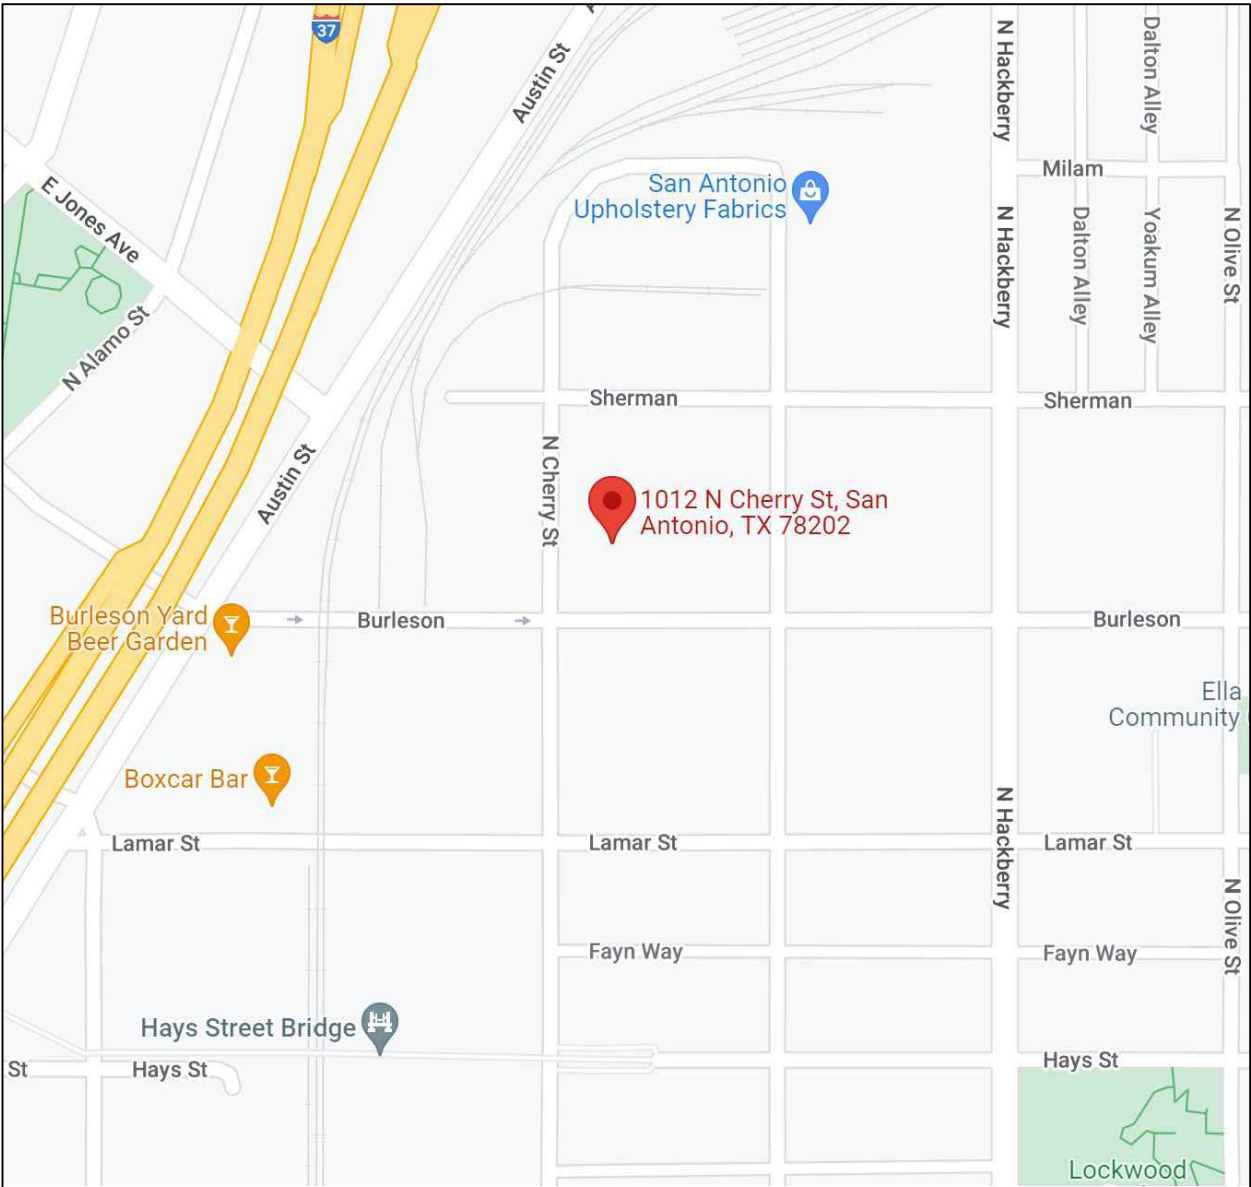 37
Austin St
N Hackberry
Dalton Alley
Milam
San Antonio
Upholstery Fabrics
E Jones Ave
N Hackberry
Dalton Alley
Yoakum Alley
N Olive St
N Alamo St
Sherman
Sherman
N Cherry St
Austin St
1012 N Cherry St, San
Antonio, TX 78202
Burleson Yard
Beer Garden
Burleson
Burleson
Ella
Community
Boxcar Bar
N Hackberry
Lamar St
Lamar St
Lamar St
N Olive St
Fayn Way
Fayn Way
Hays Street Bridge
St
Hays St
Hays St
Lockwood